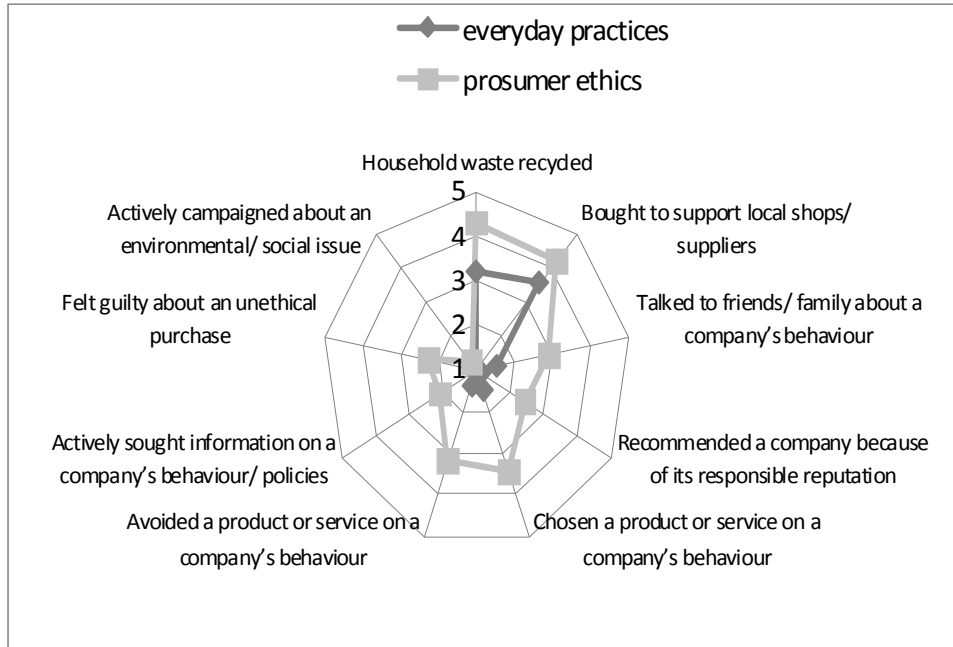 everyday practices
prosumer ethics
Household waste recycled
5
4
3
2
1
Bought to support local shops/
suppliers
Talked to friends/ family about a
company’s behaviour
Recommended a company because
of its responsible reputation
Chosen a product or service on a
company’s behaviour
Avoided a product or service on a
company’s behaviour
Actively sought information on a
company’s behaviour/ policies
Felt guilty about an unethical
purchase
Actively campaigned about an
environmental/ social issue